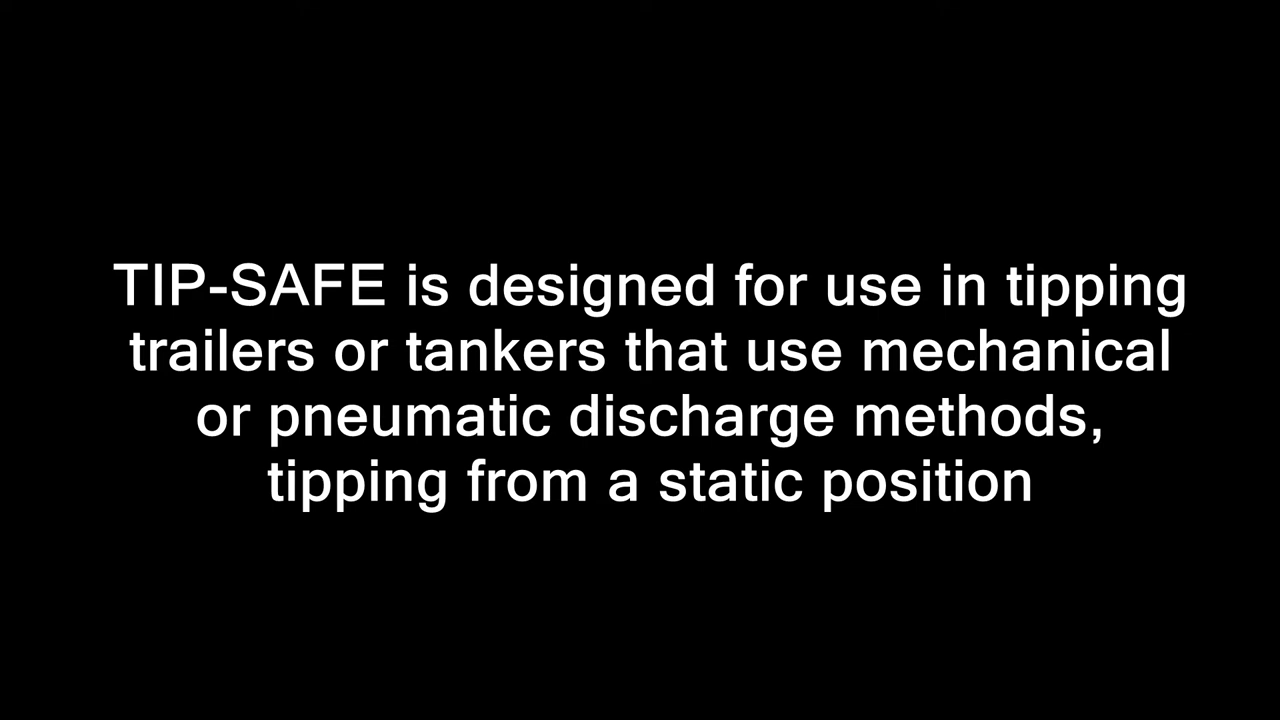 TIP-SAFE is designed for use in tipping
trailers or tankers that use mechanical
or pneumatic discharge methods,
tipping from a static position